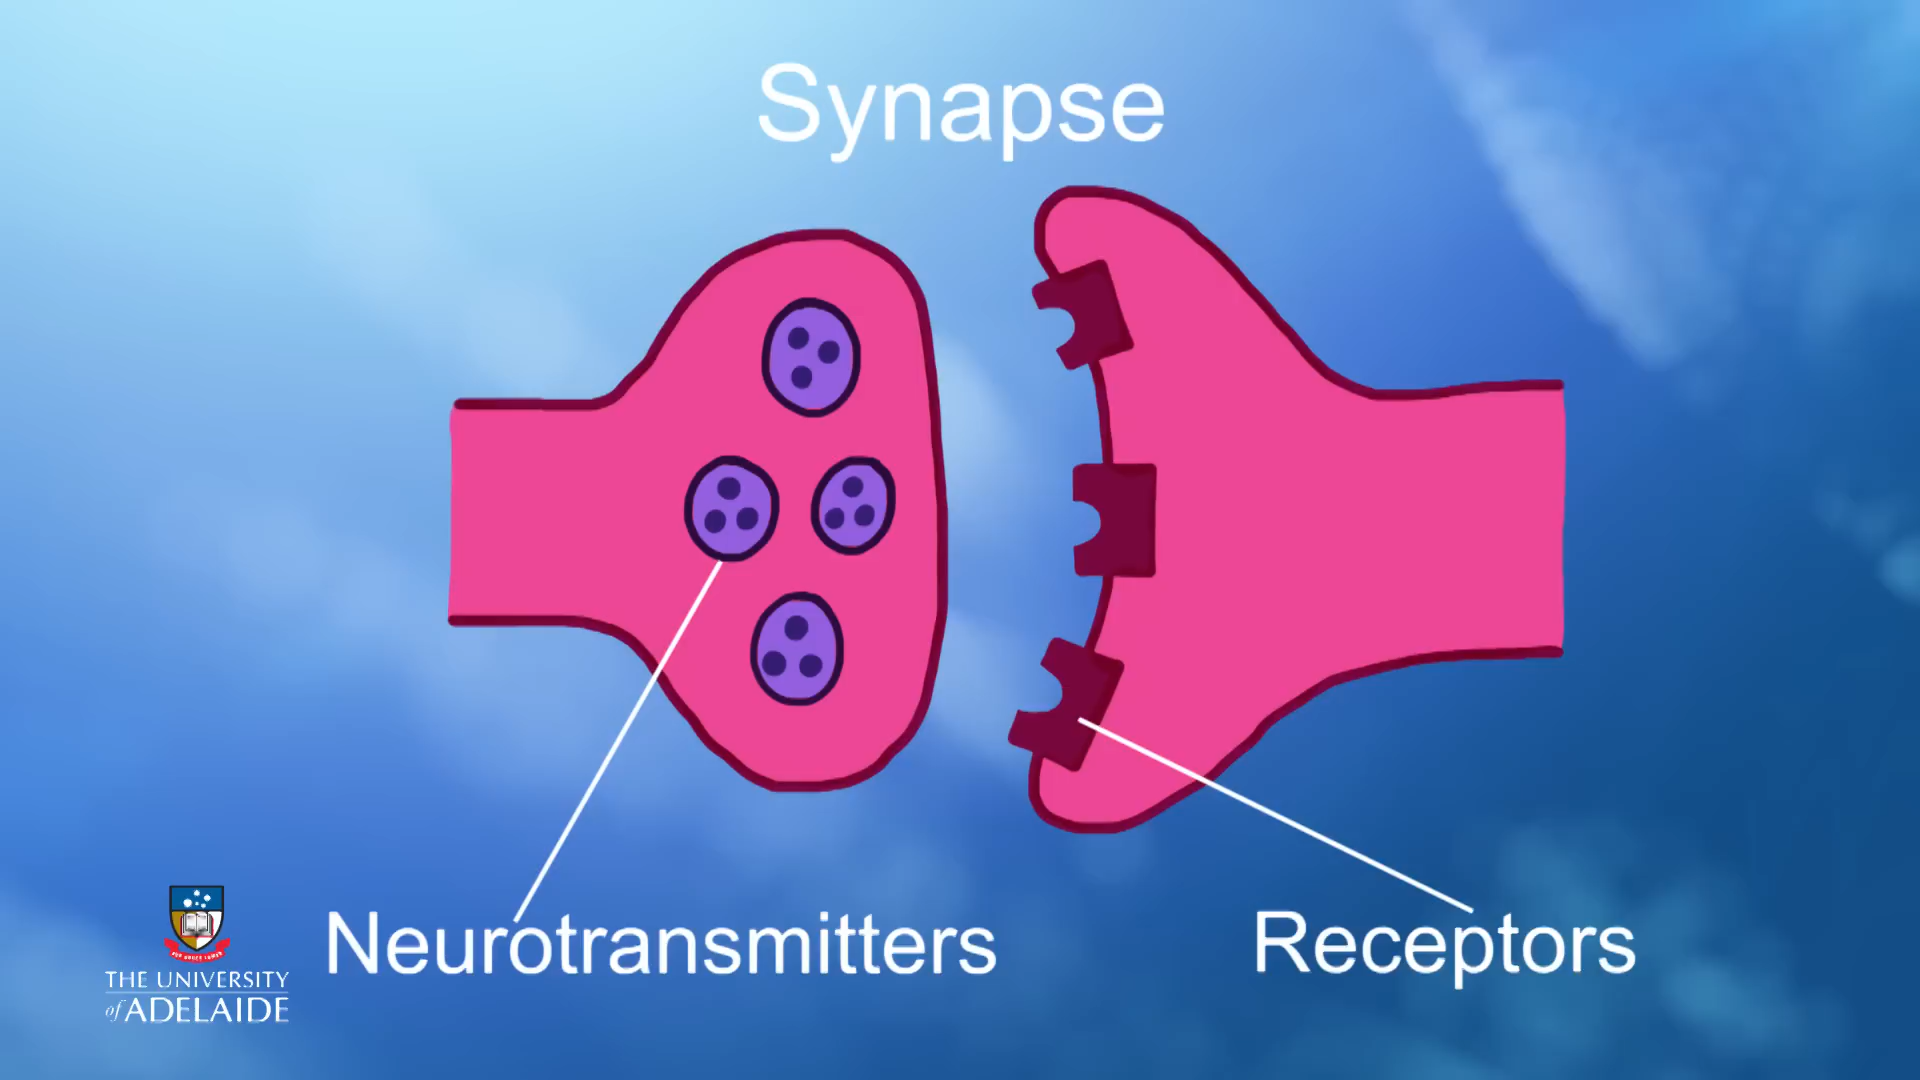 Synapse
Neurotransmitters
Receptors
THE UNIVERSITY
of ADELAIDE